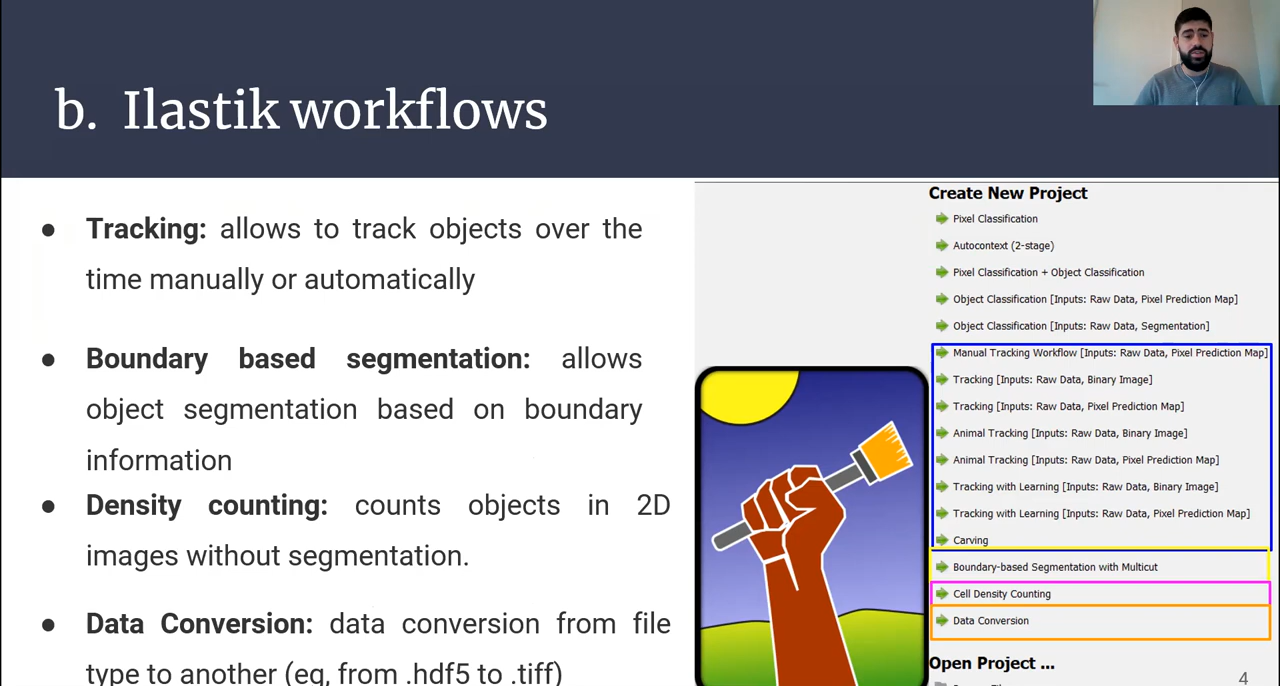 b. Ilastik workflows
● Tracking: allows to track objects over the
time manually or automatically
● Boundary based segmentation: allows
object segmentation based on boundary
information
● Density counting: counts objects in 2D
images without segmentation.
● Data Conversion: data conversion from file
type to another (eg, from .hdf5 to .tiff)
Create New Project
Pixel Classification
Autocontext (2-stage)
Pixel Classification + Object Classification
Object Classification [Inputs: Raw Data, Pixel Prediction Map]
Object Classification [Inputs: Raw Data, Segmentation]
Manual Tracking Workflow [Inputs: Raw Data, Pixel Prediction Map]
Tracking [Inputs: Raw Data, Binary Image]
Tracking [Inputs: Raw Data, Pixel Prediction Map]
Animal Tracking [Inputs: Raw Data, Binary Image]
Animal Tracking [Inputs: Raw Data, Pixel Prediction Map]
Tracking with Learning [Inputs: Raw Data, Binary Image]
Tracking with Learning [Inputs: Raw Data, Pixel Prediction Map]
Carving
Boundary-based Segmentation with Multicut
Cell Density Counting
Data Conversion
Open Project ...
4